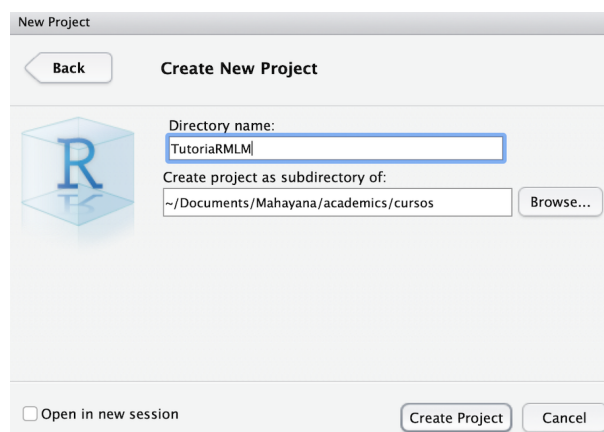 New Project
Back
Create New Project
R
Directory name:
TutoriaRMLM
Create project as subdirectory of:
~/Documents/Mahayana/academics/cursos
Browse...
Open in new session
Create Project
Cancel